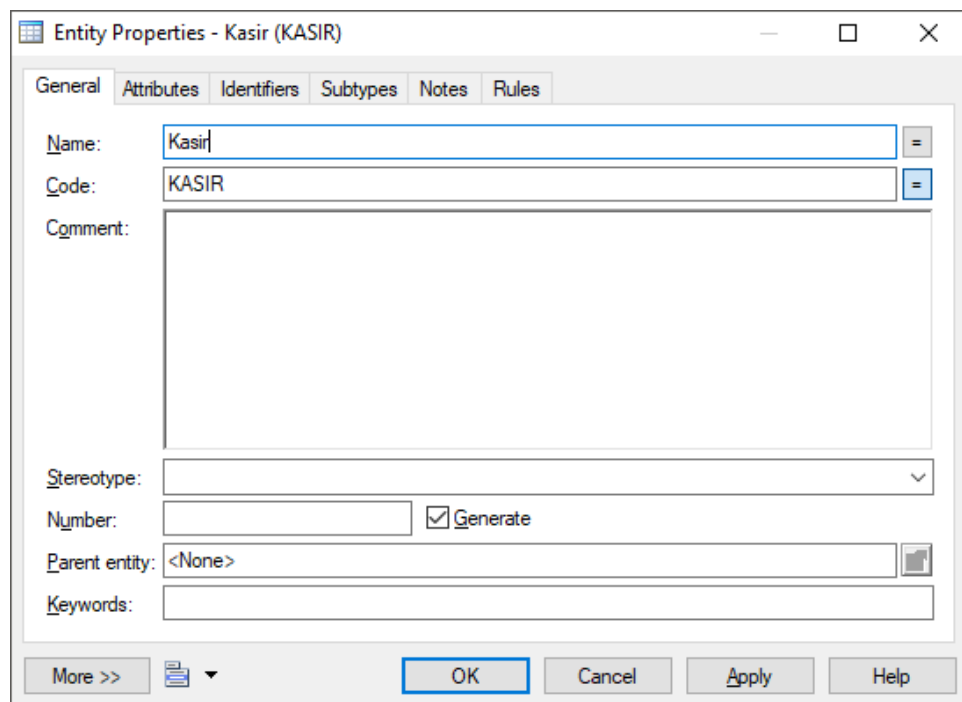 Entity Properties - Kasir (KASIR)
General Attributes Identifiers Subtypes Notes Rules
Name: Kasir =
Code: KASIR =
Comment:
Stereotype:
Number: Generate
Parent entity: <None>
Keywords:
More >> OK Cancel Apply Help